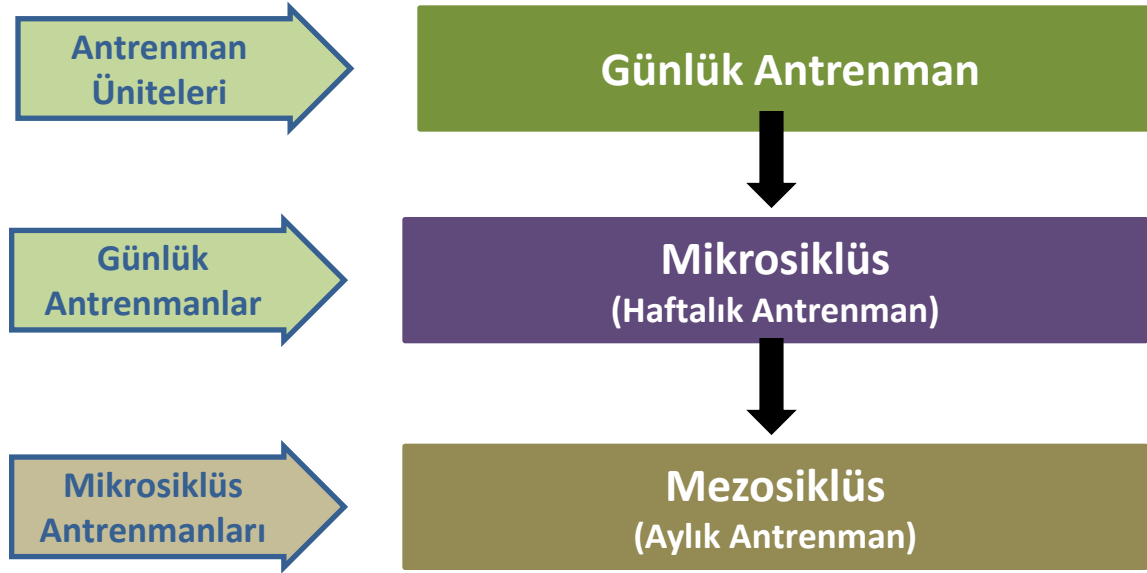 Antrenman
Üniteleri
Günlük Antrenman
Günlük
Antrenmanlar
Mikrosiklüs
(Haftalık Antrenman)
Mikrosiklüs
Antrenmanları
Mezosiklüs
(Aylık Antrenman)